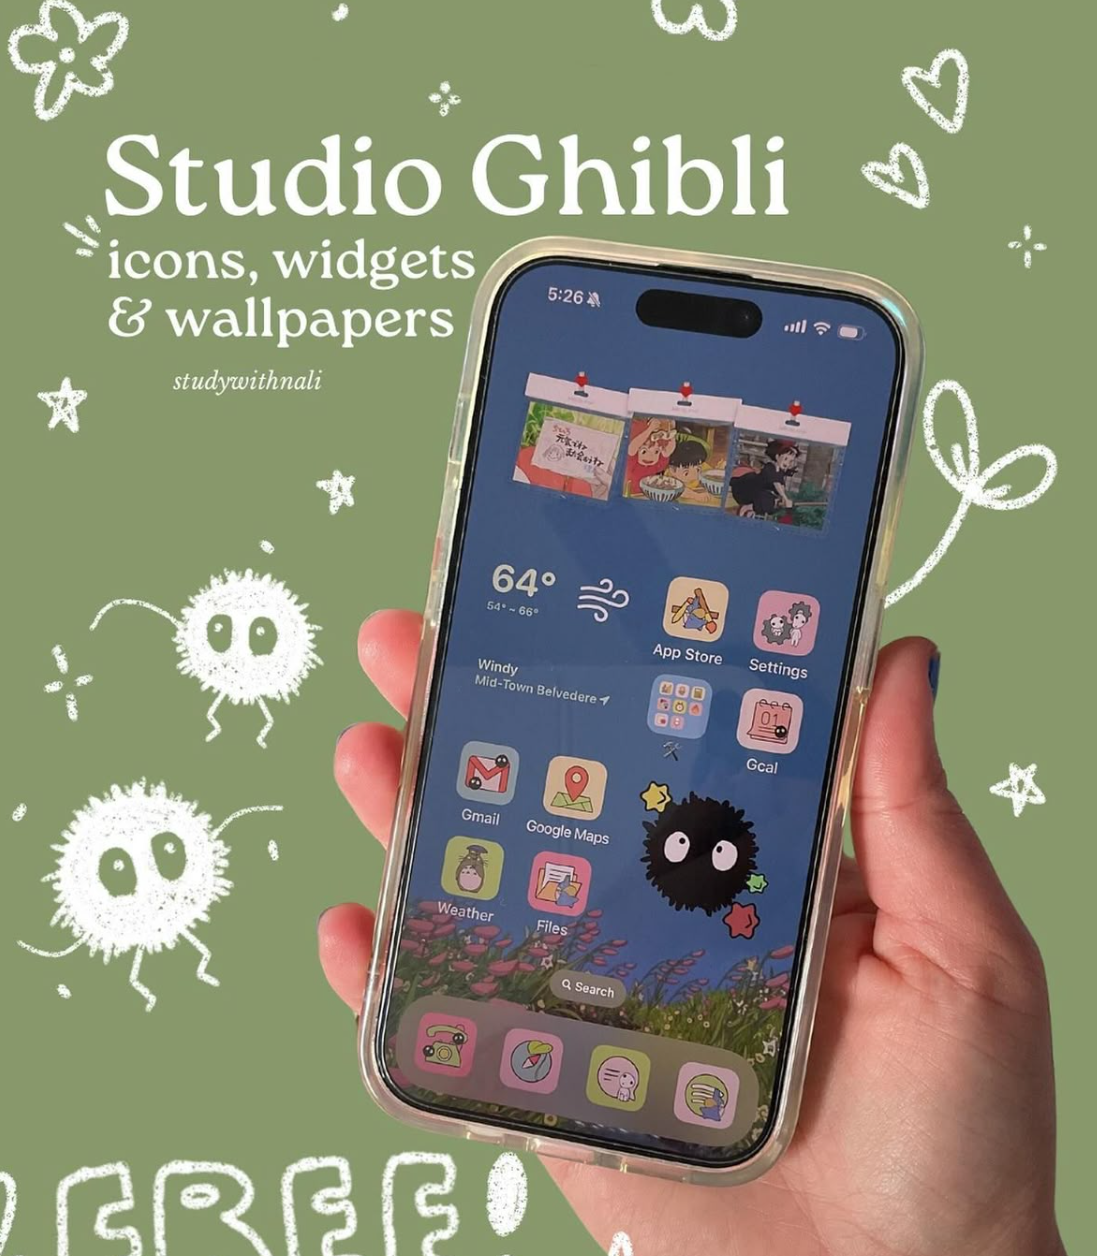 Studio Ghibli
icons, widgets
& wallpapers
studywithnali
5:26
64°
54° ~ 66°
Windy
Mid-Town Belvedere
App Store
Settings
01
Gcal
Gmail
Google Maps
Weather
Files
Search
FREE